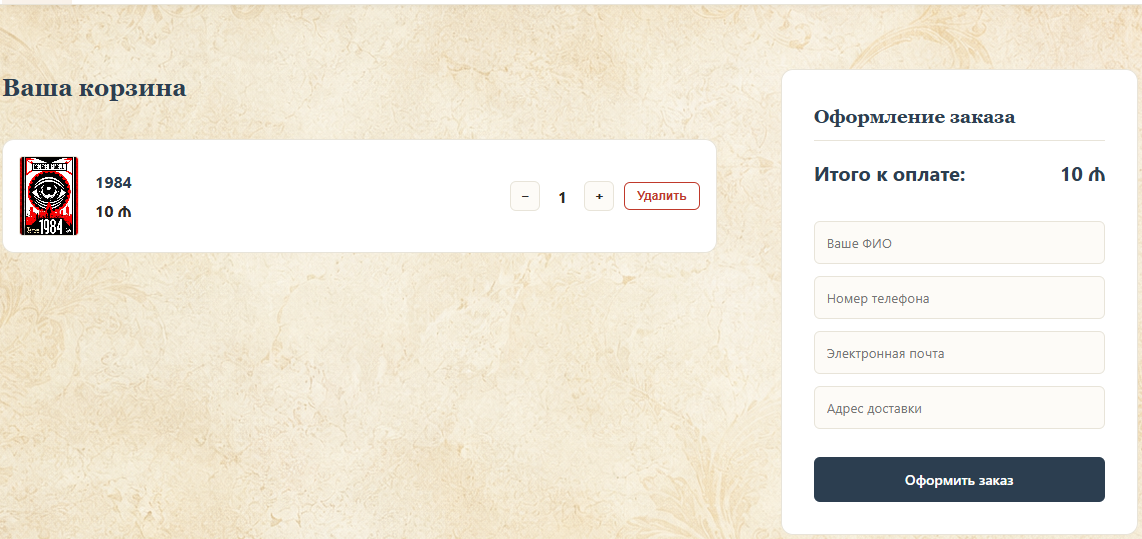 Ваша корзина
1984
10 ₼
−
1
+
Удалить
1984
Оформление заказа
Итого к оплате:
10 ₼
Ваше ФИО
Номер телефона
Электронная почта
Адрес доставки
Оформить заказ